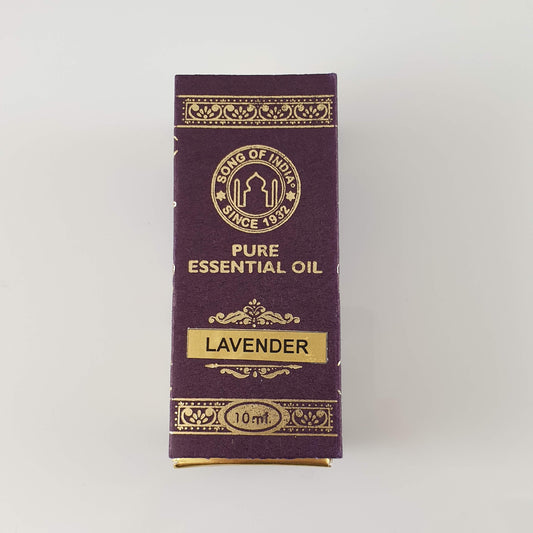 SONG OF INDIA®
SINCE 1932
PURE
ESSENTIAL OIL
LAVENDER
10 ml.